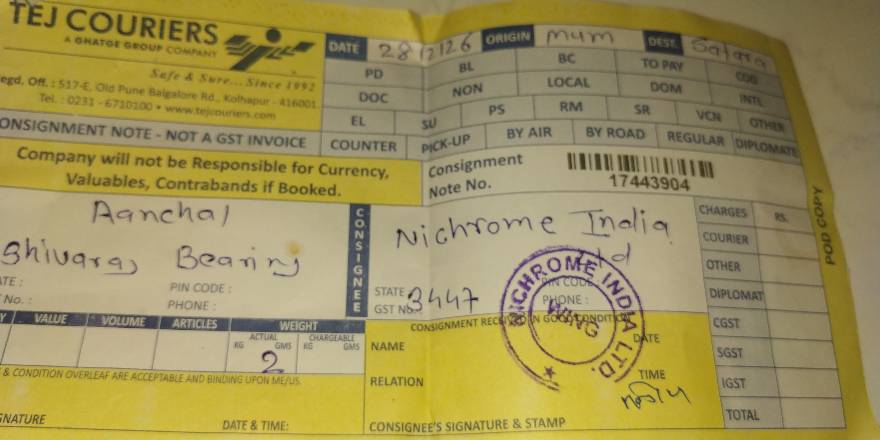 TEJ COURIERS
A GHATGE GROUP COMPANY
Safe & Sure... Since 1992
egd. Off. : 517-E, Old Pune Bangalore Rd., Kolhapur - 416001.
Tel. : 0231 - 6710100 • www.tejcouriers.com
ONSIGNMENT NOTE - NOT A GST INVOICE
Company will not be Responsible for Currency,
Valuables, Contrabands if Booked.
DATE 28/2/26 ORIGIN mum DEST. Satara
PD BL BC TO PAY COD
DOC NON LOCAL DOM INTL
EL SU PS RM SR VCN OTHER
COUNTER PICK-UP BY AIR BY ROAD REGULAR DIPLOMATE
Consignment
Note No.
17443904
Aanchal
Shivaraj Bearing
ATE :
No. :
PIN CODE :
PHONE :
CONSIGNEE
Nichrome India
Ltd
STATE
GST No. 3447
PIN CODE
PHONE :
NICHROME INDIA LTD.
WING
CHARGES RS.
COURIER
OTHER
DIPLOMAT
CGST
SGST
IGST
TOTAL
POD COPY
Y VALUE VOLUME ARTICLES WEIGHT
ACTUAL CHARGEABLE
KG GMS KG GMS
2
& CONDITION OVERLEAF ARE ACCEPTABLE AND BINDING UPON ME/US.
GNATURE DATE & TIME:
CONSIGNMENT RECEIVED IN GOOD CONDITION
NAME DATE
RELATION TIME
CONSIGNEE'S SIGNATURE & STAMP